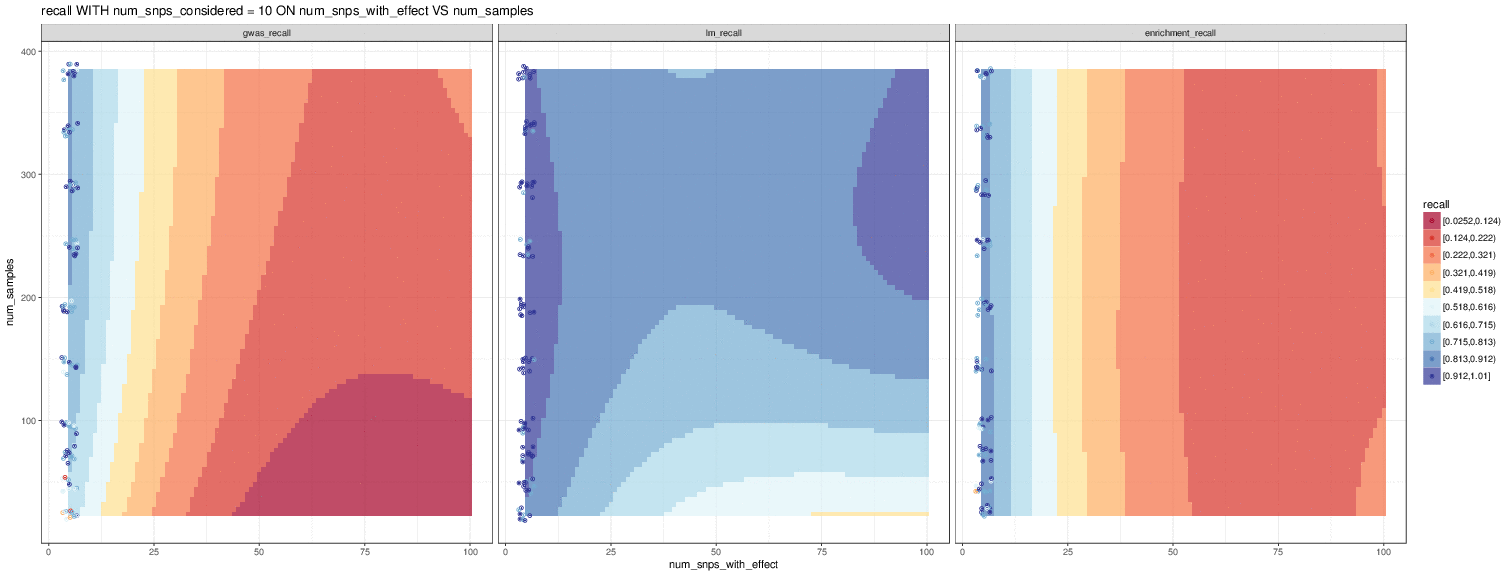 recall WITH num_snps_considered = 10 ON num_snps_with_effect VS num_samples
gwas_recall
lm_recall
enrichment_recall
400
300
200
100
num_samples
0 25 50 75 100
0 25 50 75 100
0 25 50 75 100
num_snps_with_effect
recall
[0.0252,0.124)
[0.124,0.222)
[0.222,0.321)
[0.321,0.419)
[0.419,0.518)
[0.518,0.616)
[0.616,0.715)
[0.715,0.813)
[0.813,0.912)
[0.912,1.01]